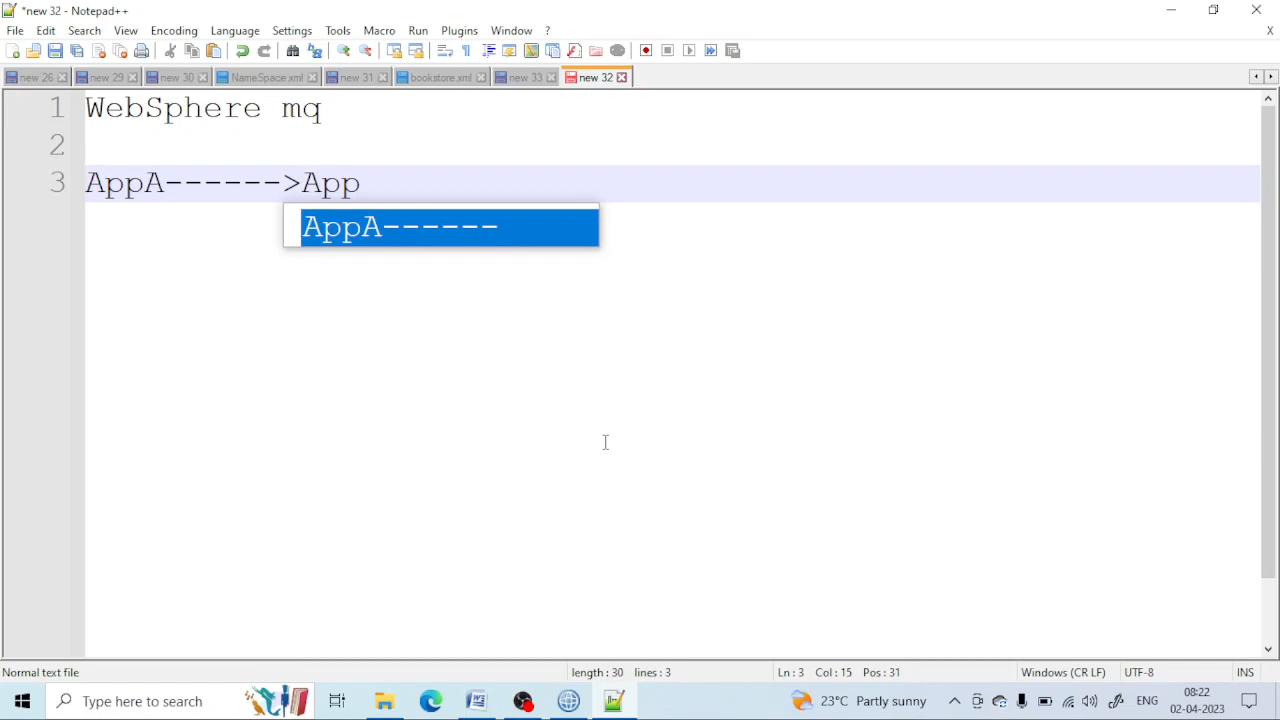 *new 32 - Notepad++
File Edit Search View Encoding Language Settings Tools Macro Run Plugins Window ? X
new 26 new 29 new 30 NameSpace.xml new 31 bookstore.xml new 33 new 32
1 WebSphere mq
2
3 AppA------>App
AppA------
Normal text file length : 30 lines : 3 Ln : 3 Col : 15 Pos : 31 Windows (CR LF) UTF-8 INS
Type here to search 23°C Partly sunny ENG 08:22
02-04-2023